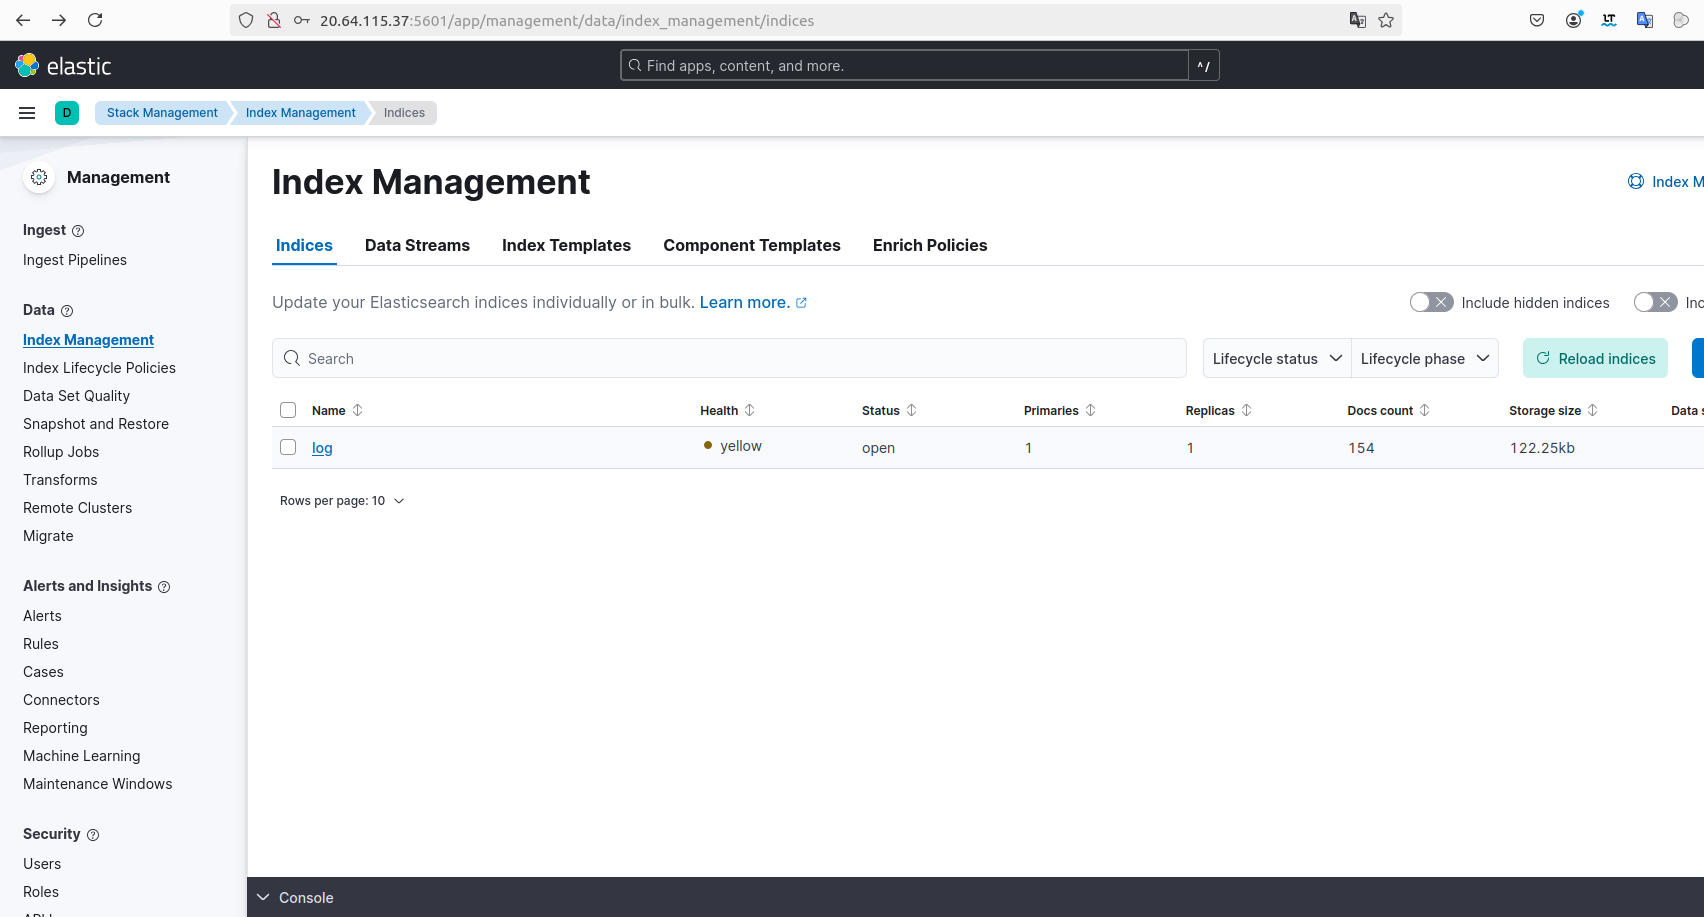 20.64.115.37:5601/app/management/data/index_management/indices
elastic
Find apps, content, and more.
^ /
D
Stack Management
Index Management
Indices
Management
Ingest
Ingest Pipelines
Data
Index Management
Index Lifecycle Policies
Data Set Quality
Snapshot and Restore
Rollup Jobs
Transforms
Remote Clusters
Migrate
Alerts and Insights
Alerts
Rules
Cases
Connectors
Reporting
Machine Learning
Maintenance Windows
Security
Users
Roles
Index Management
Index M
Indices Data Streams Index Templates Component Templates Enrich Policies
Update your Elasticsearch indices individually or in bulk. Learn more.
Include hidden indices
Inc
Search
Lifecycle status
Lifecycle phase
Reload indices
Name Health Status Primaries Replicas Docs count Storage size Data s
log yellow open 1 1 154 122.25kb
Rows per page: 10
Console